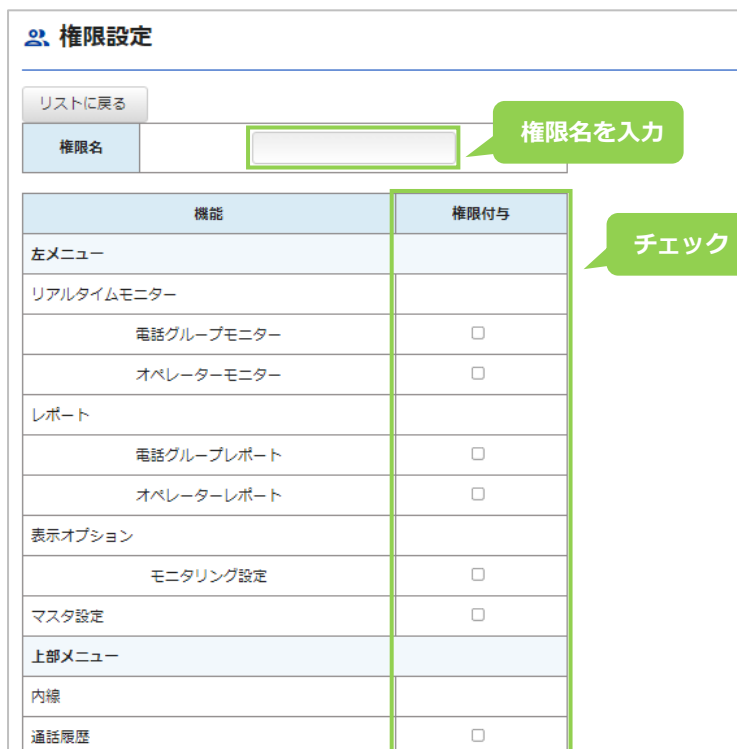 権限設定
リストに戻る
権限名
権限名を入力
機能 権限付与
チェック
左メニュー
リアルタイムモニター
電話グループモニター
オペレーターモニター
レポート
電話グループレポート
オペレーターレポート
表示オプション
モニタリング設定
マスタ設定
上部メニュー
内線
通話履歴